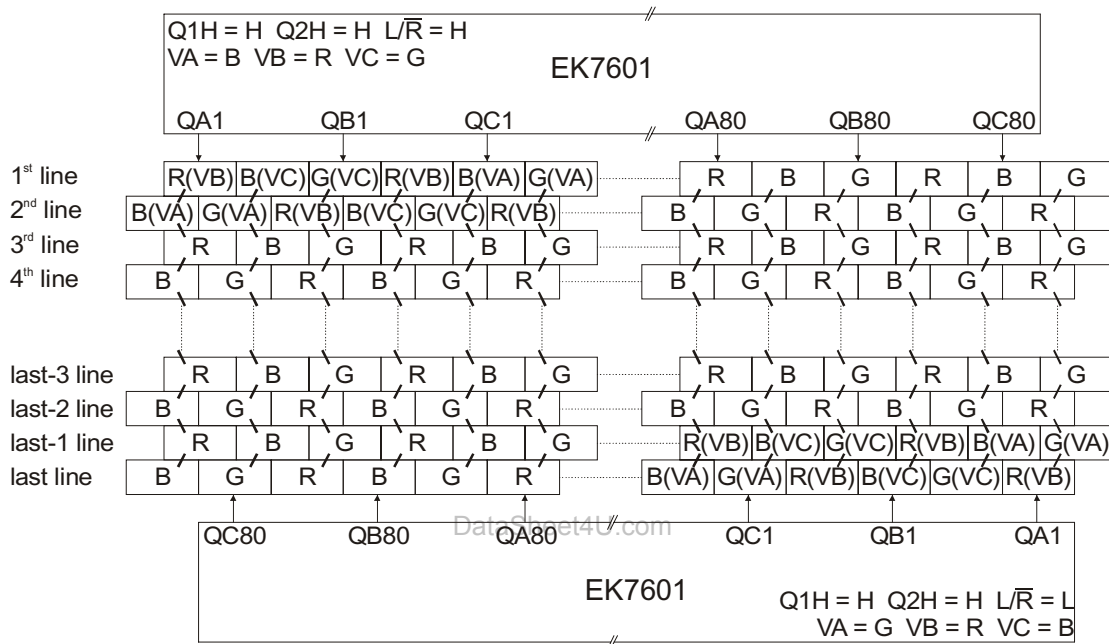 Q1H = H Q2H = H L/R̅ = H
VA = B VB = R VC = G
EK7601
QA1 QB1 QC1 QA80 QB80 QC80
1st line R(VB) B(VC) G(VC) R(VB) B(VA) G(VA) R B G R B G
2nd line B(VA) G(VA) R(VB) B(VC) G(VC) R(VB) B G R B G R
3rd line R B G R B G R B G R B G
4th line B G R B G R B G R B G R
last-3 line R B G R B G R B G R B G
last-2 line B G R B G R B G R B G R
last-1 line R B G R B G R(VB) B(VC) G(VC) R(VB) B(VA) G(VA)
last line B G R B G R B(VA) G(VA) R(VB) B(VC) G(VC) R(VB)
DataSheet4U.com
QC80 QB80 QA80 QC1 QB1 QA1
EK7601
Q1H = H Q2H = H L/R̅ = L
VA = G VB = R VC = B